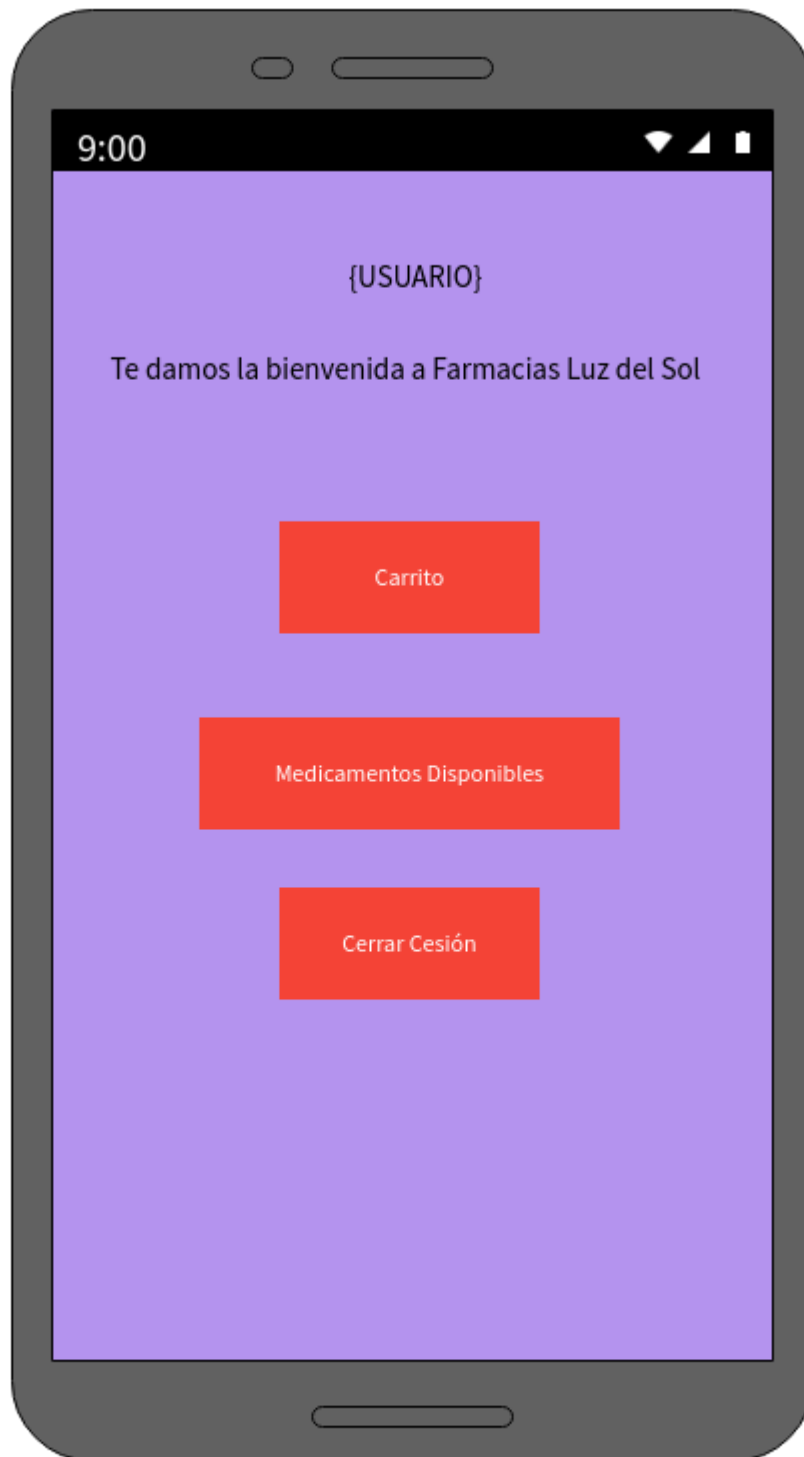 9:00
{USUARIO}
Te damos la bienvenida a Farmacias Luz del Sol
Carrito
Medicamentos Disponibles
Cerrar Cesión